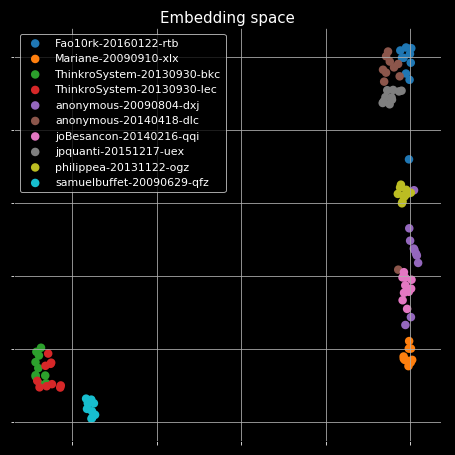 Embedding space
Fao10rk-20160122-rtb
Mariane-20090910-xlx
ThinkroSystem-20130930-bkc
ThinkroSystem-20130930-lec
anonymous-20090804-dxj
anonymous-20140418-dlc
joBesancon-20140216-qqi
jpquanti-20151217-uex
philippea-20131122-ogz
samuelbuffet-20090629-qfz